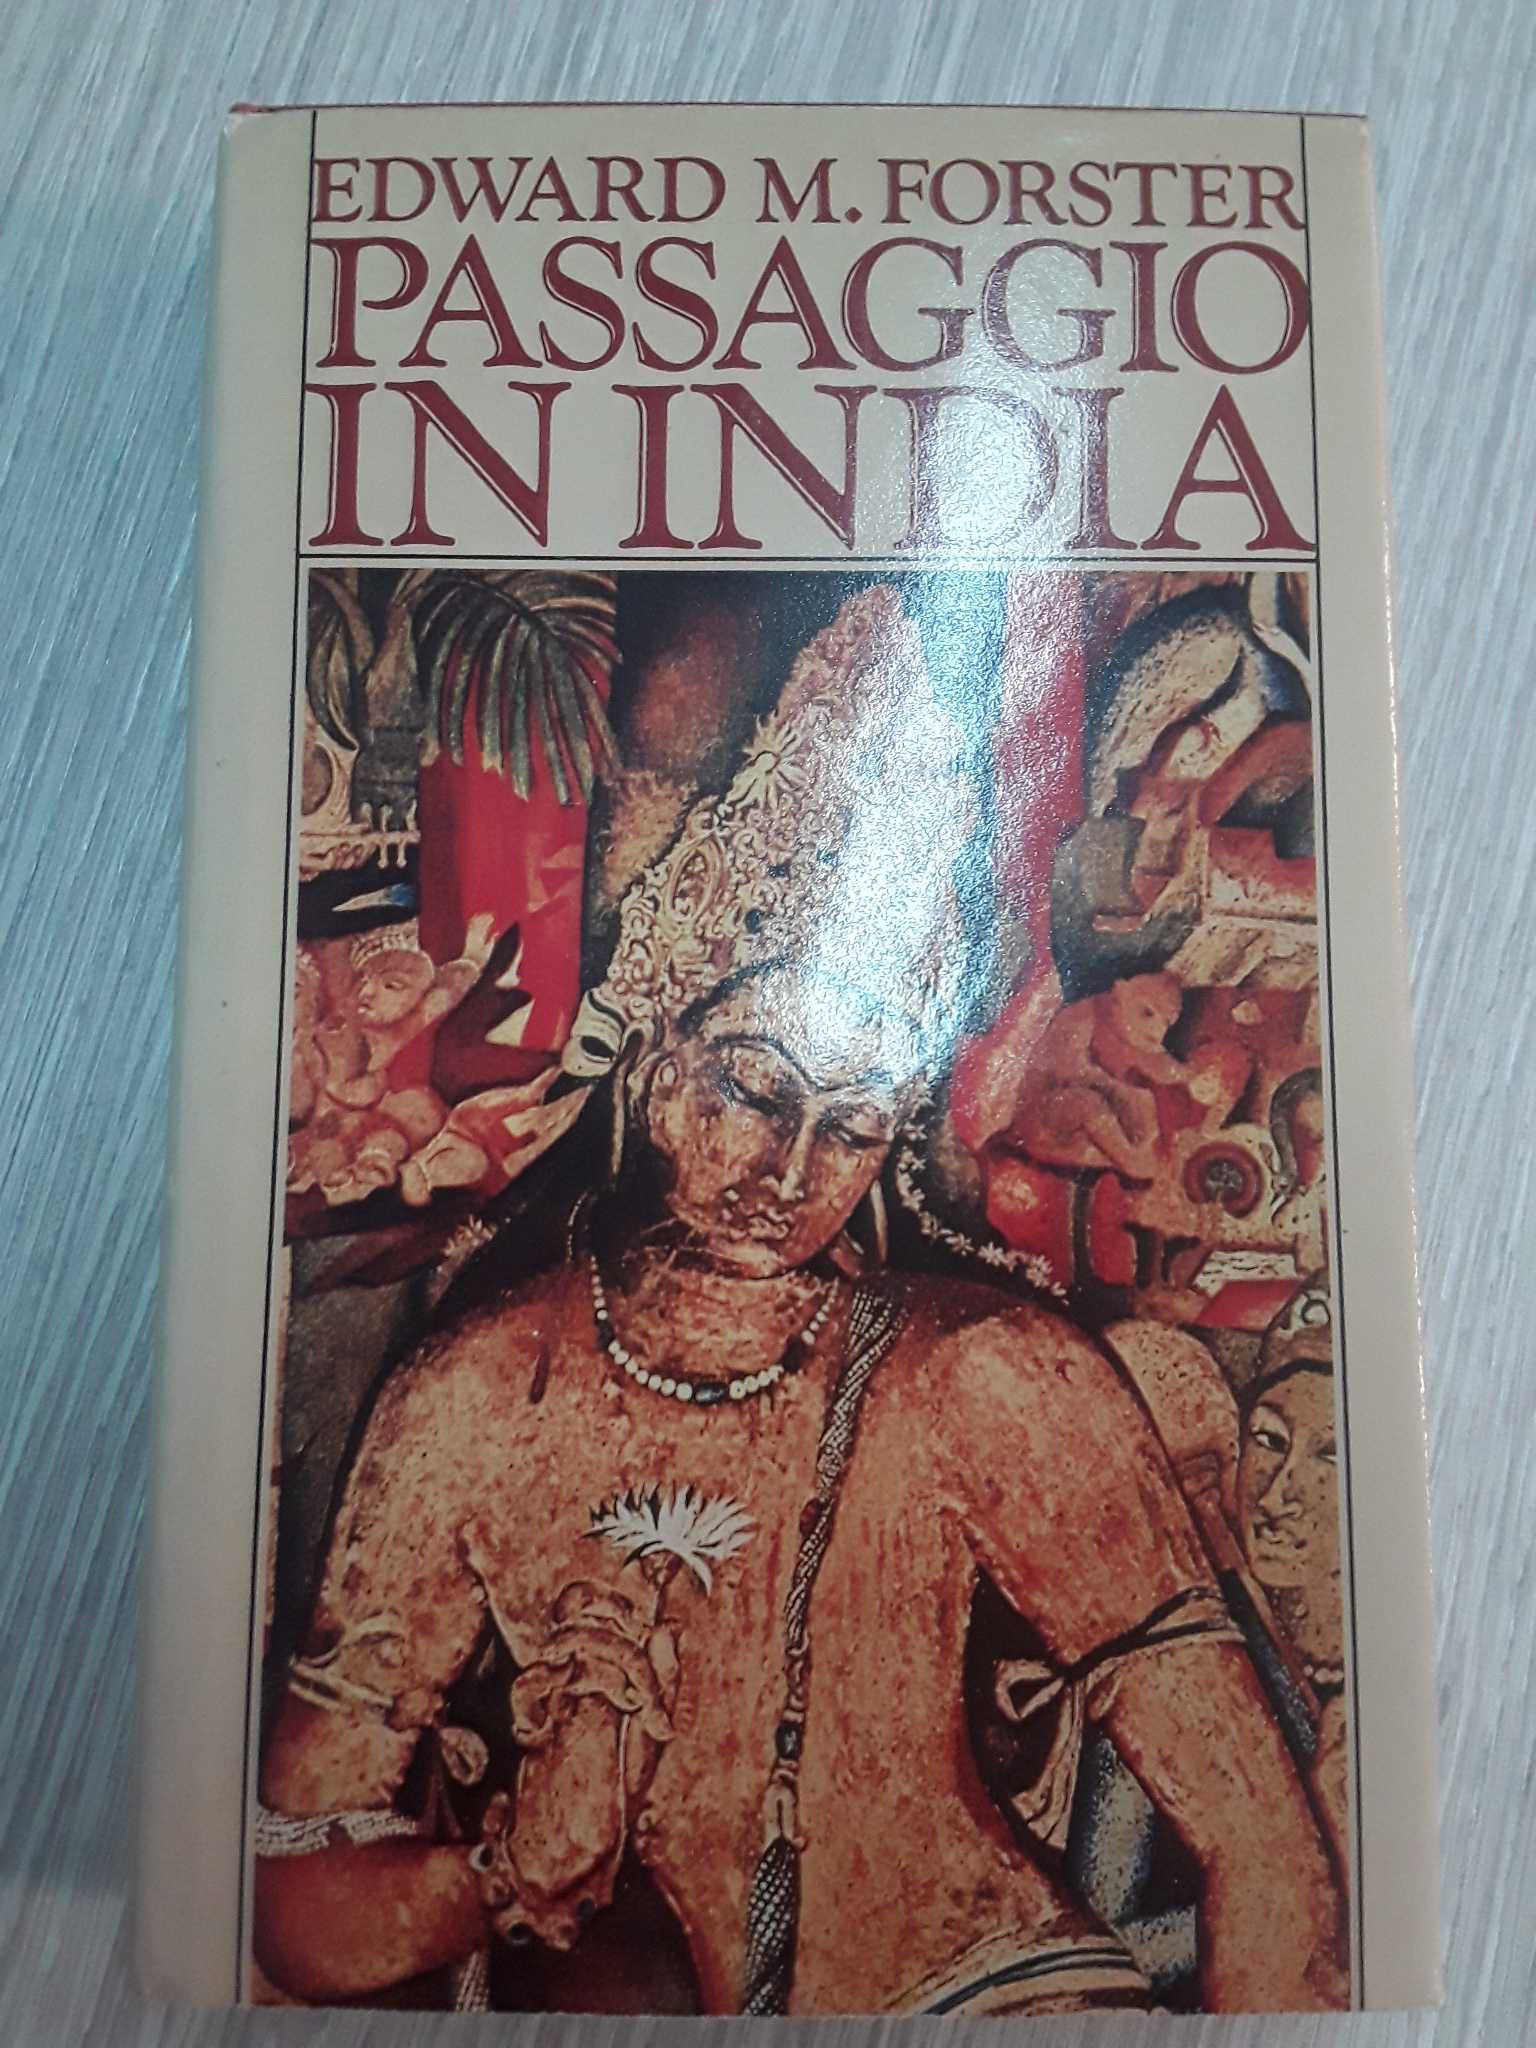 EDWARD M. FORSTER
PASSAGGIO
IN INDIA